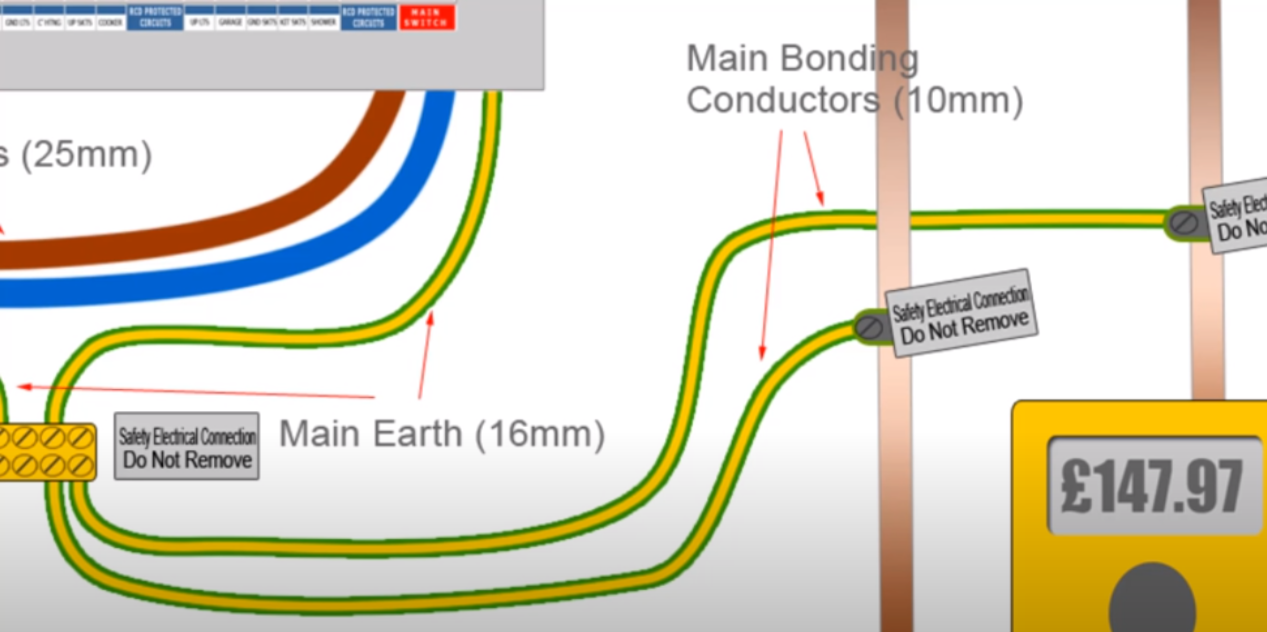 GND LTS C' HTNG UP SKTS COOKER RCD PROTECTED CIRCUITS UP LTS GARAGE GND SKTS KIT SKTS SHOWER RCD PROTECTED CIRCUITS MAIN SWITCH
Main Bonding
Conductors (10mm)
s (25mm)
Safety Elect
Do No
Safety Electrical Connection
Do Not Remove
Safety Electrical Connection
Do Not Remove
Main Earth (16mm)
£147.97